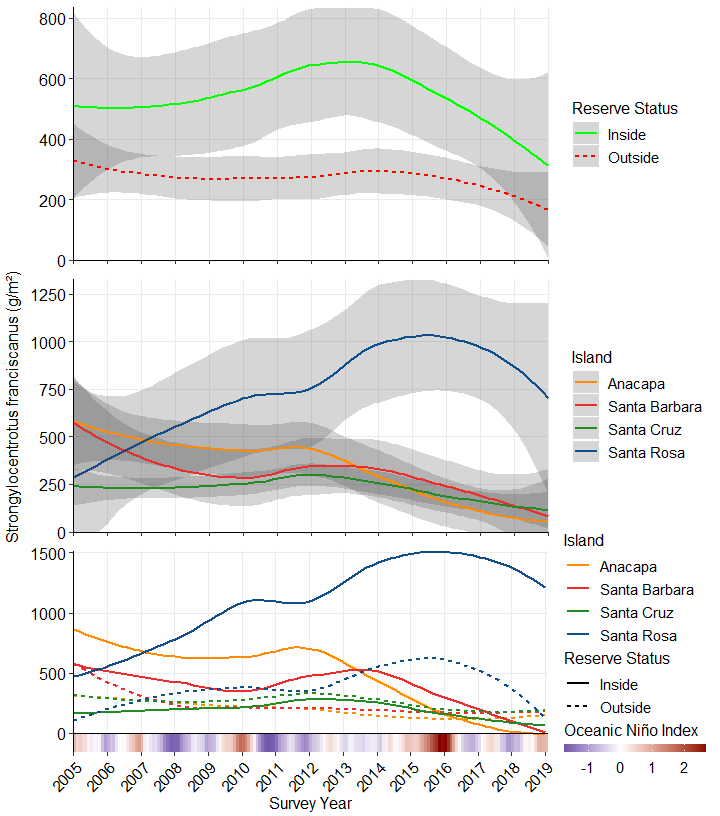 Strongylocentrotus franciscanus (g/m²)
800
600
400
200
0
Reserve Status
Inside
Outside
1250
1000
750
500
250
0
Island
Anacapa
Santa Barbara
Santa Cruz
Santa Rosa
1500
1000
500
0
Island
Anacapa
Santa Barbara
Santa Cruz
Santa Rosa
Reserve Status
Inside
Outside
Oceanic Niño Index
-1 0 1 2
2005 2006 2007 2008 2009 2010 2011 2012 2013 2014 2015 2016 2017 2018 2019
Survey Year